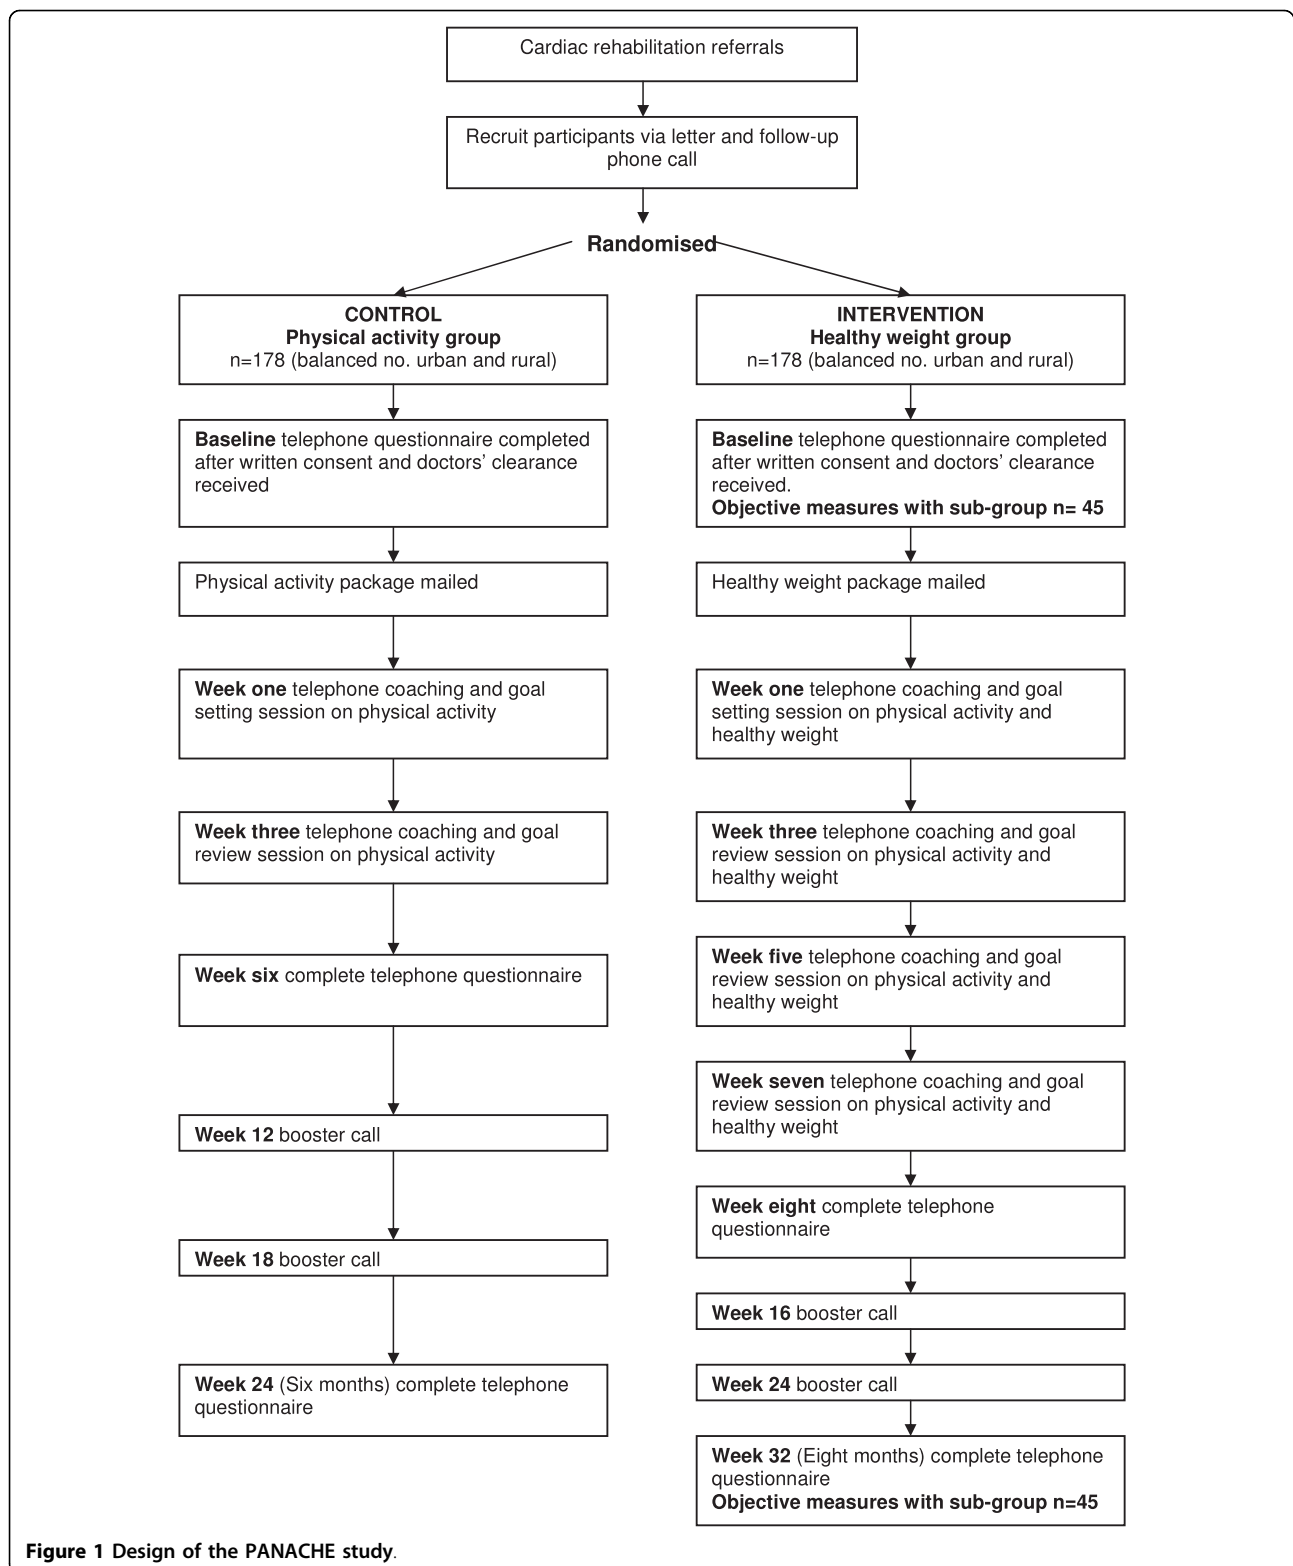 Cardiac rehabilitation referrals
Recruit participants via letter and follow-up
phone call
Randomised
CONTROL
Physical activity group
n=178 (balanced no. urban and rural)
Baseline telephone questionnaire completed
after written consent and doctors' clearance
received
Physical activity package mailed
Week one telephone coaching and goal
setting session on physical activity
Week three telephone coaching and goal
review session on physical activity
Week six complete telephone questionnaire
Week 12 booster call
Week 18 booster call
Week 24 (Six months) complete telephone
questionnaire
INTERVENTION
Healthy weight group
n=178 (balanced no. urban and rural)
Baseline telephone questionnaire completed
after written consent and doctors' clearance
received.
Objective measures with sub-group n= 45
Healthy weight package mailed
Week one telephone coaching and goal
setting session on physical activity and
healthy weight
Week three telephone coaching and goal
review session on physical activity and
healthy weight
Week five telephone coaching and goal
review session on physical activity and
healthy weight
Week seven telephone coaching and goal
review session on physical activity and
healthy weight
Week eight complete telephone
questionnaire
Week 16 booster call
Week 24 booster call
Week 32 (Eight months) complete telephone
questionnaire
Objective measures with sub-group n=45
Figure 1 Design of the PANACHE study.